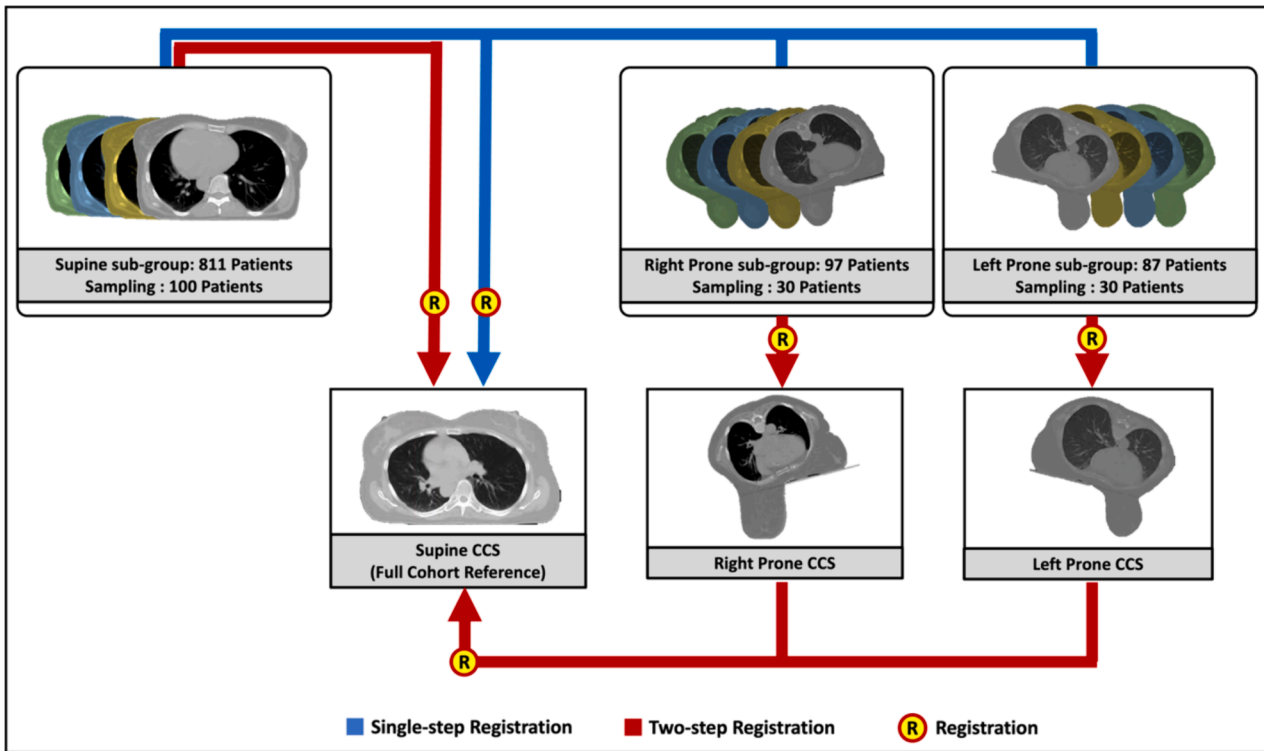 Supine sub-group: 811 Patients
Sampling : 100 Patients
Right Prone sub-group: 97 Patients
Sampling : 30 Patients
Left Prone sub-group: 87 Patients
Sampling : 30 Patients
R
R
R
R
Supine CCS
(Full Cohort Reference)
Right Prone CCS
Left Prone CCS
R
Single-step Registration
Two-step Registration
R
Registration